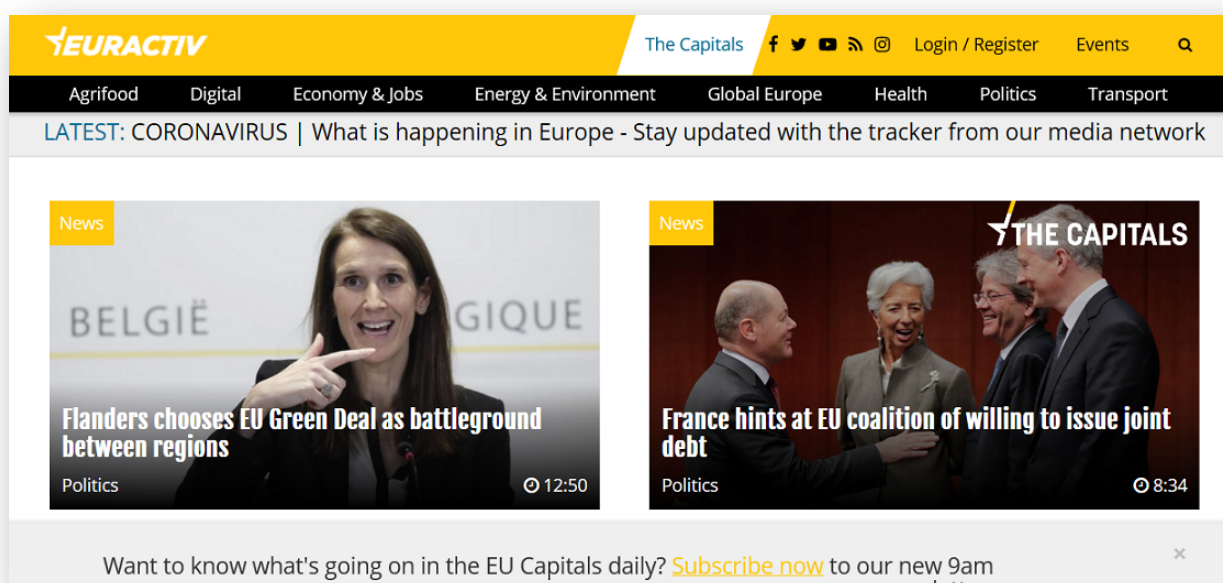 EURACTIV
The Capitals
Login / Register
Events
Agrifood Digital Economy & Jobs Energy & Environment Global Europe Health Politics Transport
LATEST: CORONAVIRUS | What is happening in Europe - Stay updated with the tracker from our media network
News
BELGIË
GIQUE
Flanders chooses EU Green Deal as battleground
between regions
Politics
12:50
News
THE CAPITALS
France hints at EU coalition of willing to issue joint
debt
Politics
8:34
Want to know what's going on in the EU Capitals daily? Subscribe now to our new 9am